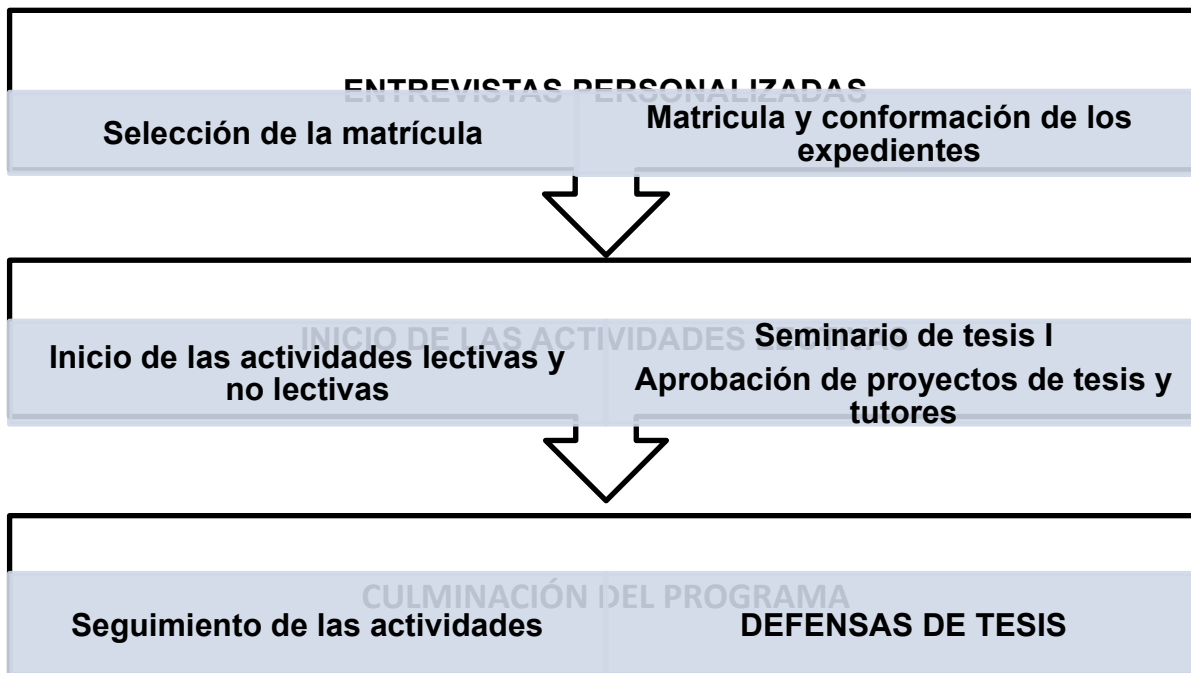 ENTREVISTAS PERSONALIZADAS
Selección de la matrícula
Matricula y conformación de los
expedientes
INICIO DE LAS ACTIVIDADES LECTIVAS
Inicio de las actividades lectivas y
no lectivas
Seminario de tesis I
Aprobación de proyectos de tesis y
tutores
CULMINACIÓN DEL PROGRAMA
Seguimiento de las actividades
DEFENSAS DE TESIS